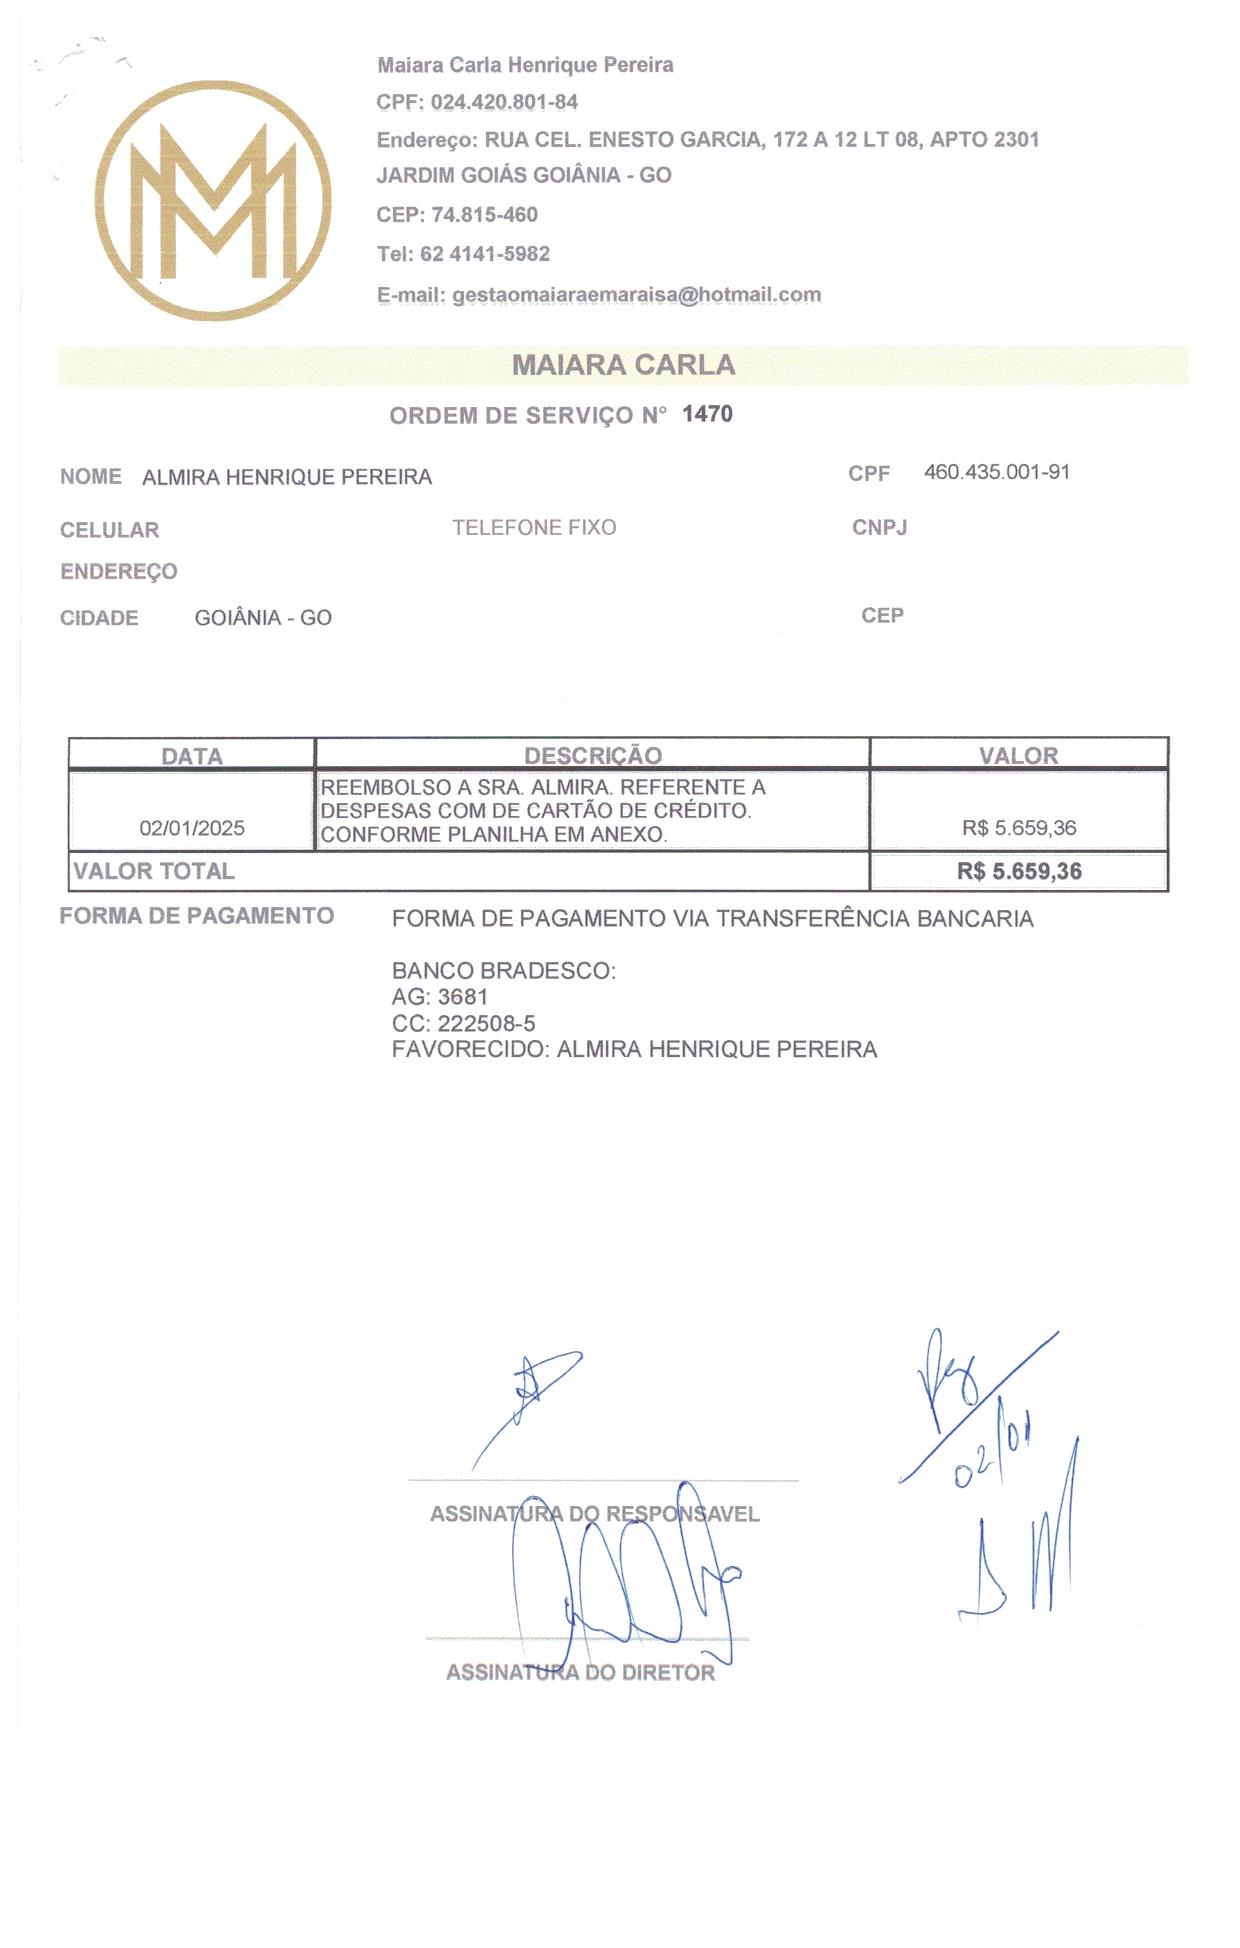 Maiara Carla Henrique Pereira
CPF: 024.420.801-84
Endereço: RUA CEL. ENESTO GARCIA, 172 A 12 LT 08, APTO 2301
JARDIM GOIÁS GOIÂNIA - GO
CEP: 74.815-460
Tel: 62 4141-5982
E-mail: gestaomaiaraemaraisa@hotmail.com
MAIARA CARLA
ORDEM DE SERVIÇO N° 1470
NOME ALMIRA HENRIQUE PEREIRA CPF 460.435.001-91
CELULAR TELEFONE FIXO CNPJ
ENDEREÇO
CIDADE GOIÂNIA - GO CEP
DATA DESCRIÇÃO VALOR
REEMBOLSO A SRA. ALMIRA. REFERENTE A
DESPESAS COM DE CARTÃO DE CRÉDITO.
02/01/2025 CONFORME PLANILHA EM ANEXO. R$ 5.659,36
VALOR TOTAL R$ 5.659,36
FORMA DE PAGAMENTO FORMA DE PAGAMENTO VIA TRANSFERÊNCIA BANCARIA
BANCO BRADESCO:
AG: 3681
CC: 222508-5
FAVORECIDO: ALMIRA HENRIQUE PEREIRA
02/01
ASSINATURA DO RESPONSAVEL
ASSINATURA DO DIRETOR